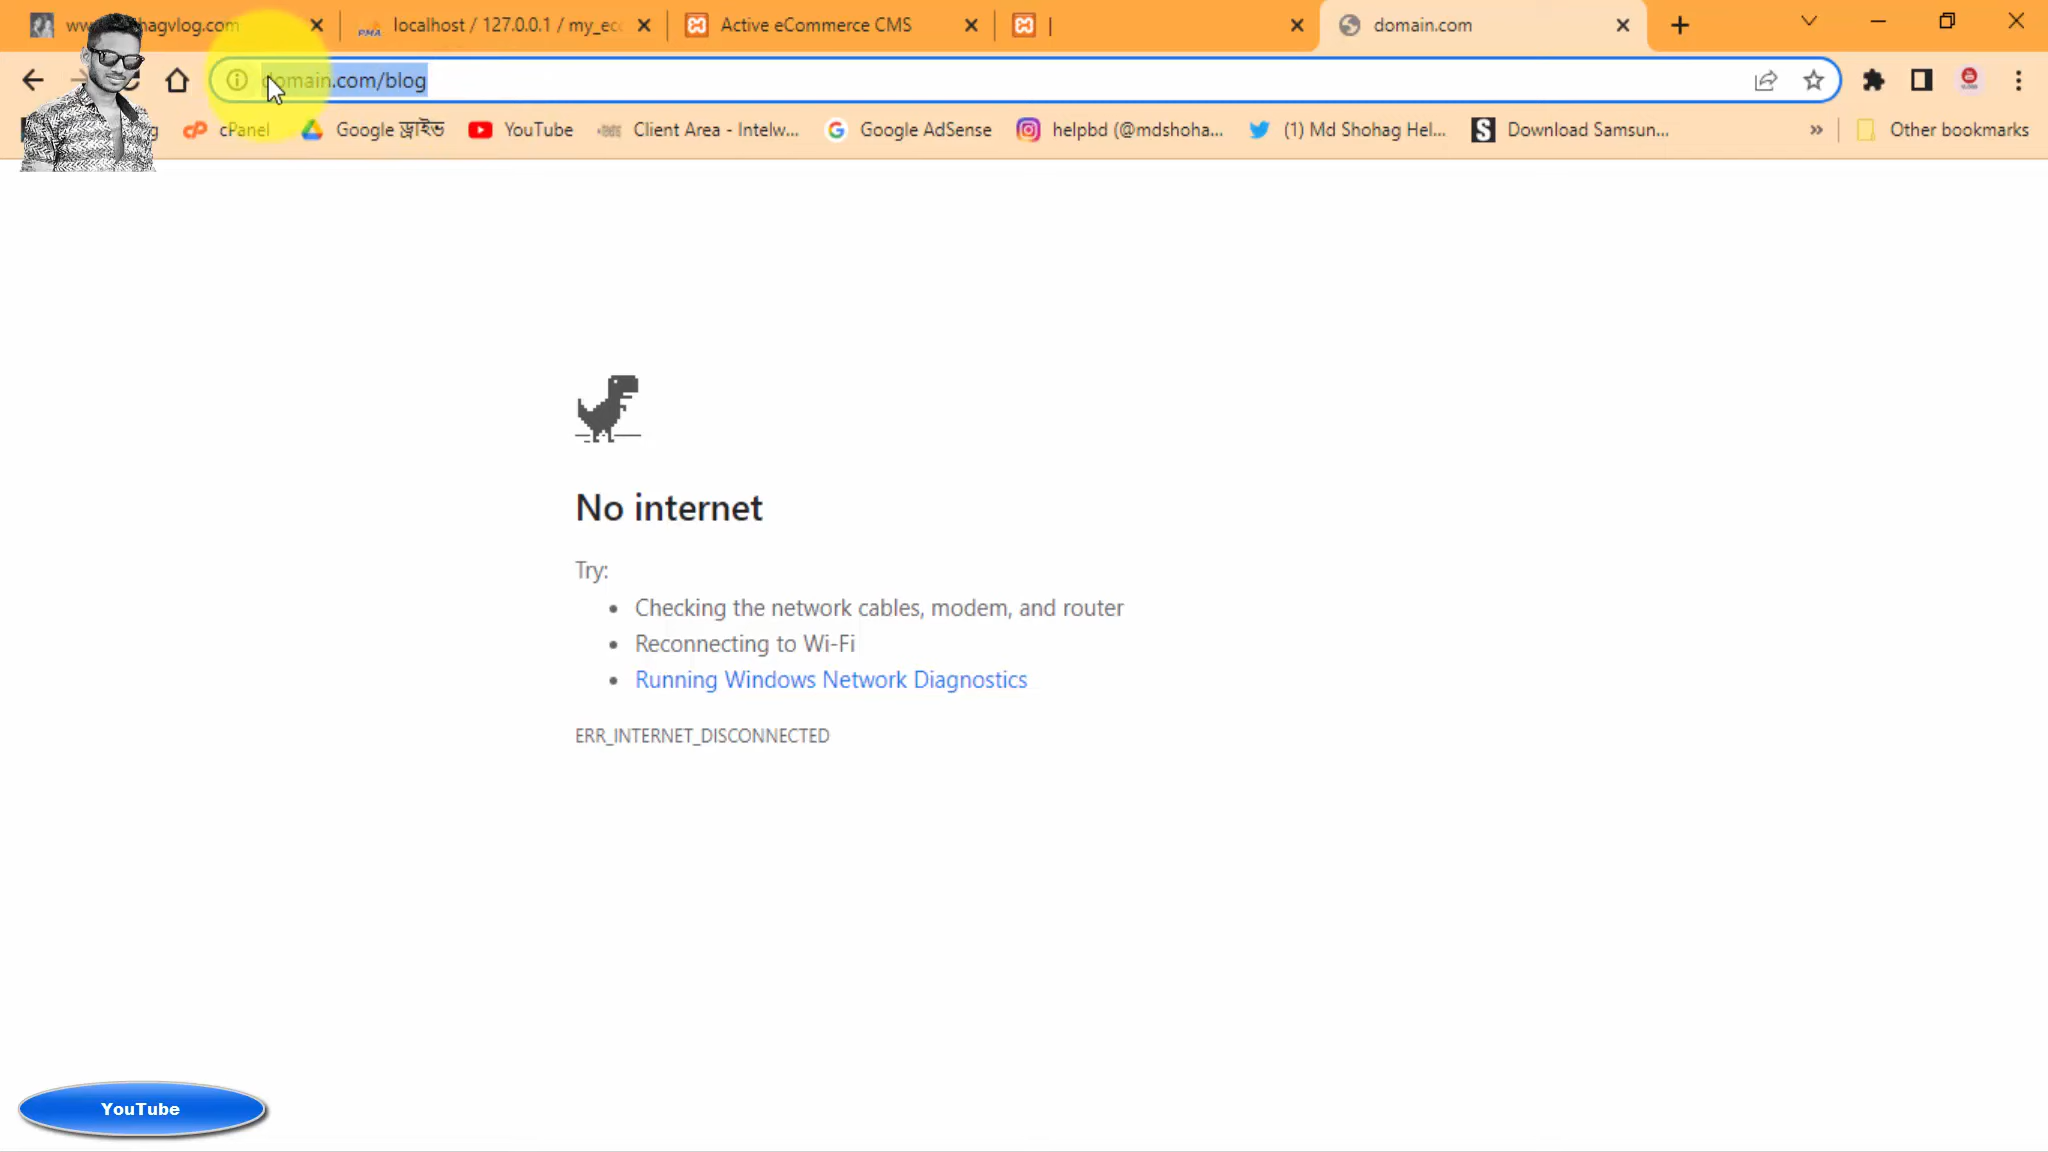 localhost / 127.0.0.1 / my_ec
Active eCommerce CMS
domain.com
domain.com/blog
cPanel
Google ড্রাইভ
YouTube
Client Area - Intelw...
Google AdSense
helpbd (@mdshoha...
(1) Md Shohag Hel...
Download Samsun...
»
Other bookmarks
No internet
Try:
• Checking the network cables, modem, and router
• Reconnecting to Wi-Fi
• Running Windows Network Diagnostics
ERR_INTERNET_DISCONNECTED
YouTube